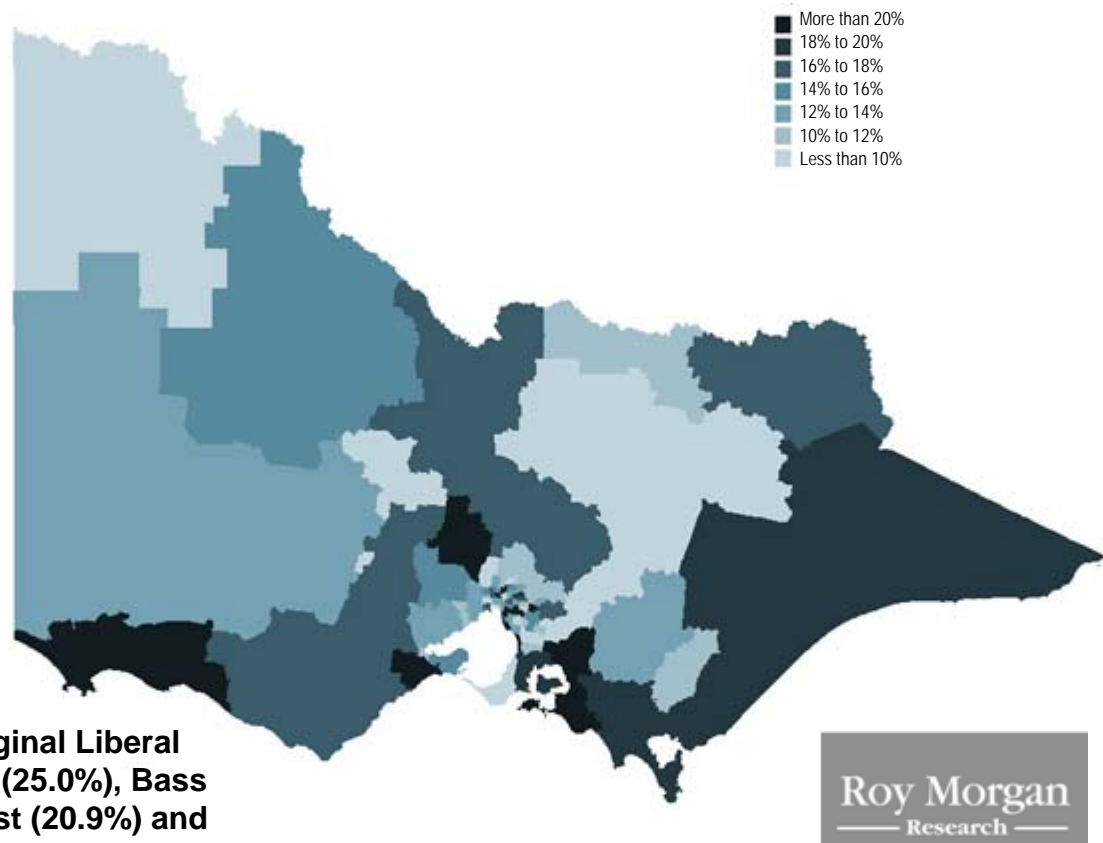 More than 20%
18% to 20%
16% to 18%
14% to 16%
12% to 14%
10% to 12%
Less than 10%
ginal Liberal
(25.0%), Bass
st (20.9%) and
Roy Morgan
Research